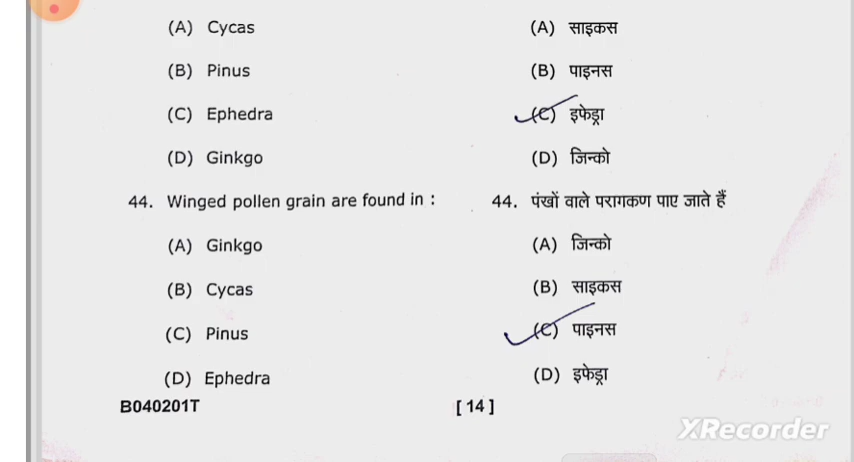 (A) Cycas
(B) Pinus
(C) Ephedra
(D) Ginkgo
44. Winged pollen grain are found in :
(A) Ginkgo
(B) Cycas
(C) Pinus
(D) Ephedra
(A) साइकस
(B) पाइनस
(C) इफेड्रा
(D) जिन्को
44. पंखों वाले परागकण पाए जाते हैं
(A) जिन्को
(B) साइकस
(C) पाइनस
(D) इफेड्रा
B040201T
[ 14 ]
XRecorder